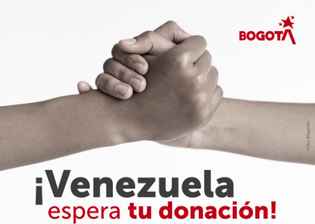 BOGOTÁ
¡Venezuela
espera tu donación!